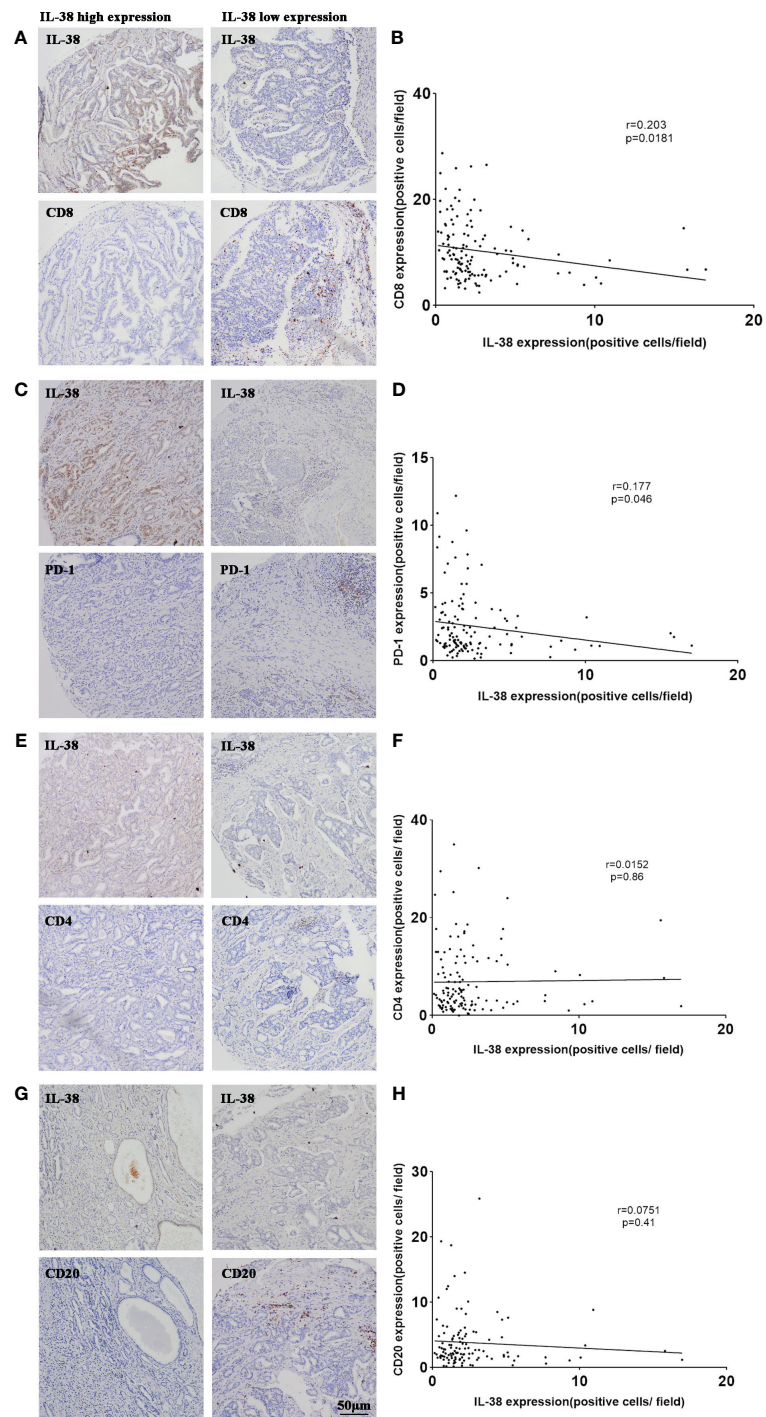 IL-38 high expression IL-38 low expression
A
IL-38
IL-38
CD8
CD8
B
40
30
20
10
0
0 10 20
CD8 expression(positive cells/field)
r=0.203
p=0.0181
IL-38 expression(positive cells/field)
C
IL-38
IL-38
PD-1
PD-1
D
15
10
5
0
0 10 20
PD-1 expression(positive cells/field)
r=0.177
p=0.046
IL-38 expression(positive cells/field)
E
IL-38
IL-38
CD4
CD4
F
40
30
20
10
0
0 10 20
CD4 expression(positive cells/ field)
r=0.0152
p=0.86
IL-38 expression(positive cells/ field)
G
IL-38
IL-38
CD20
CD20
50μm
H
30
20
10
0
0 10 20
CD20 expression(positive cells/ field)
r=0.0751
p=0.41
IL-38 expression(positive cells/ field)